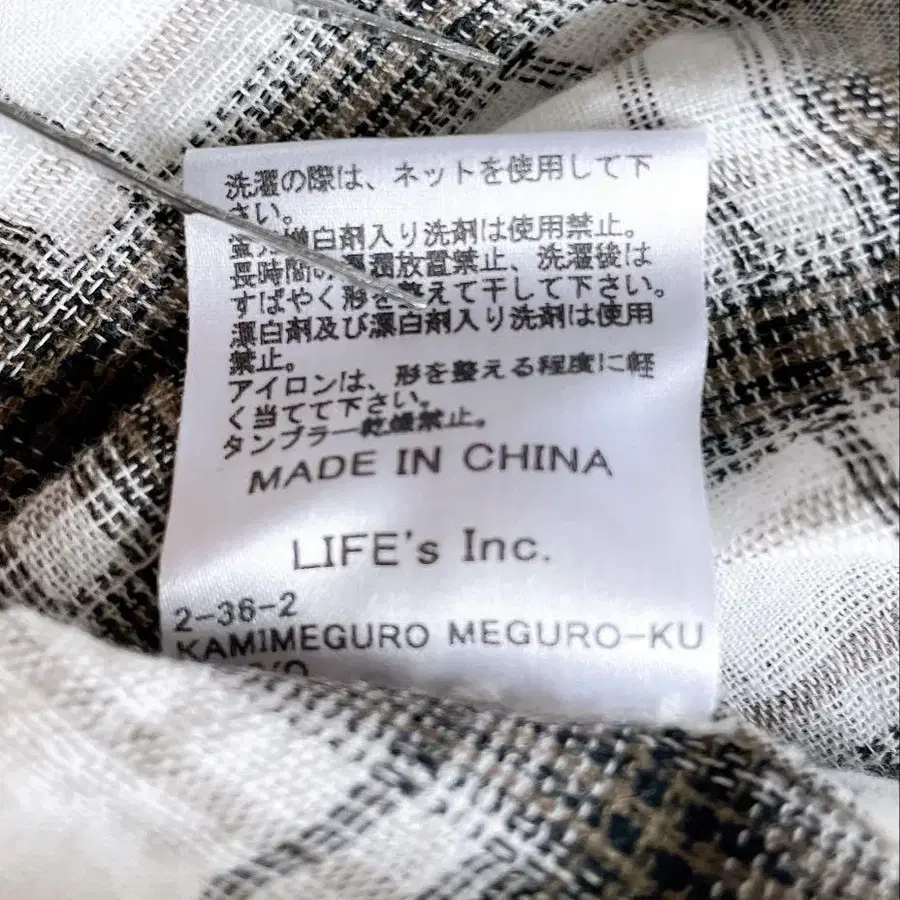 洗濯の際は、ネットを使用して下
さい。
増白剤入り洗剤は使用禁止。
長時間の 放置禁止、洗濯後は
すばやく形を整えて干して下さい。
漂白剤及び漂白剤入り洗剤は使用
禁止。
アイロンは、形を整える程度に軽
く当てて下さい。
タンブラー乾燥禁止。
MADE IN CHINA
LIFE's Inc.
2-36-2
KAMIMEGURO MEGURO-KU